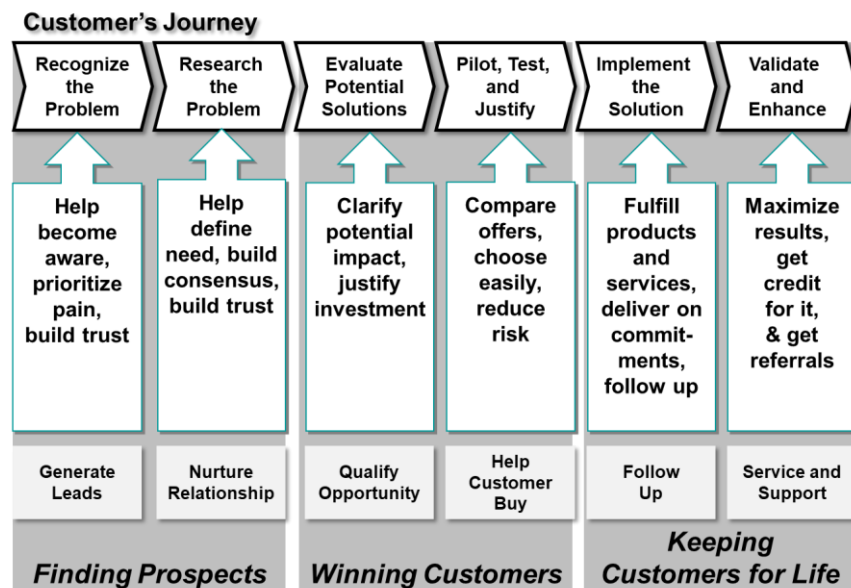 Customer's Journey
Recognize
the
Problem
Research
the
Problem
Evaluate
Potential
Solutions
Pilot, Test,
and
Justify
Implement
the
Solution
Validate
and
Enhance
Help
become
aware,
prioritize
pain,
build trust
Help
define
need, build
consensus,
build trust
Clarify
potential
impact,
justify
investment
Compare
offers,
choose
easily,
reduce
risk
Fulfill
products
and
services,
deliver on
commit-
ments,
follow up
Maximize
results,
get
credit
for it,
& get
referrals
Generate
Leads
Nurture
Relationship
Qualify
Opportunity
Help
Customer
Buy
Follow
Up
Service and
Support
Finding Prospects
Winning Customers
Keeping
Customers for Life